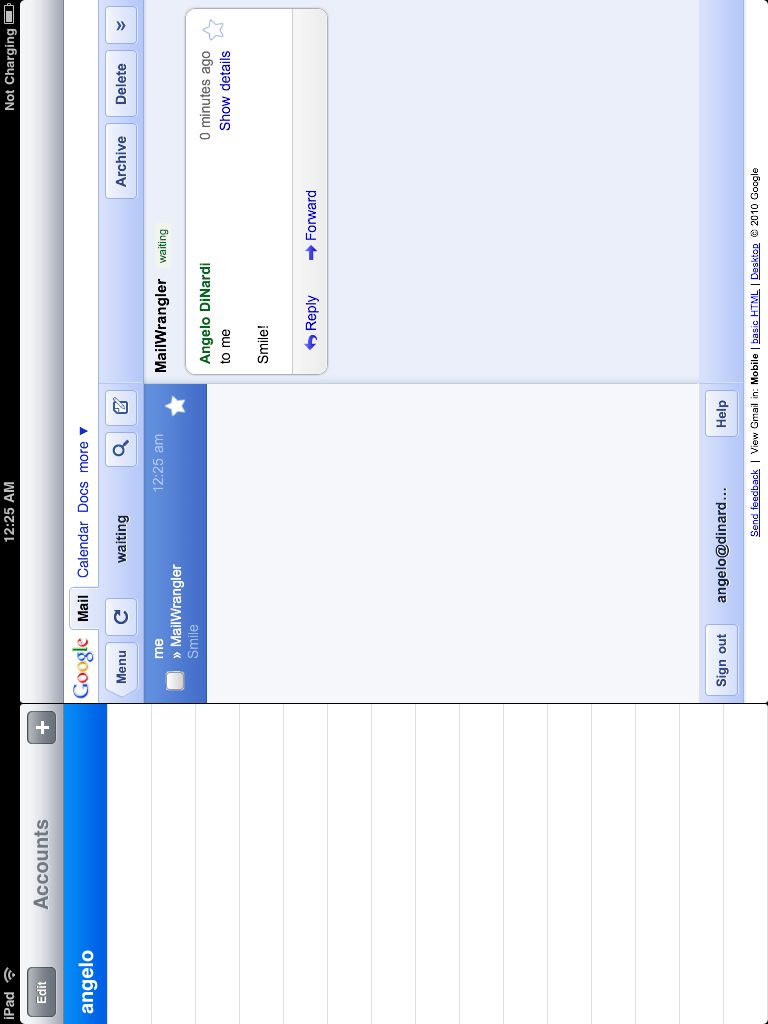 iPad 12:25 AM Not Charging
Edit Accounts +
angelo
Google Mail Calendar Docs more ▼
Menu waiting Archive Delete
me 12:25 am
» MailWrangler
Smile
MailWrangler waiting
Angelo DiNardi 0 minutes ago
to me Show details
Smile!
Reply Forward
Sign out angelo@dinard... Help
Send feedback | View Gmail in: Mobile | basic HTML | Desktop © 2010 Google